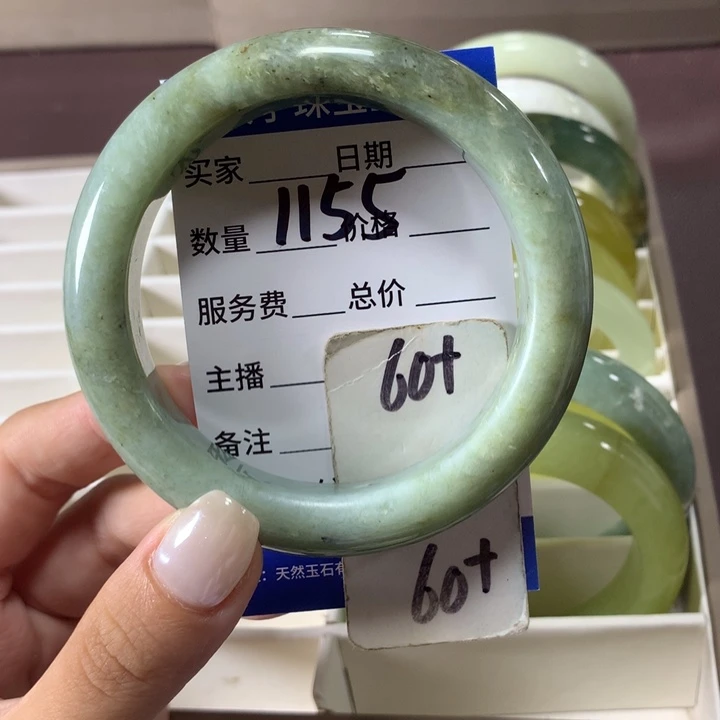 珠宝
买家 日期
1155
数量 价格
服务费 总价
主播
60+
备注
天然玉石有
60+